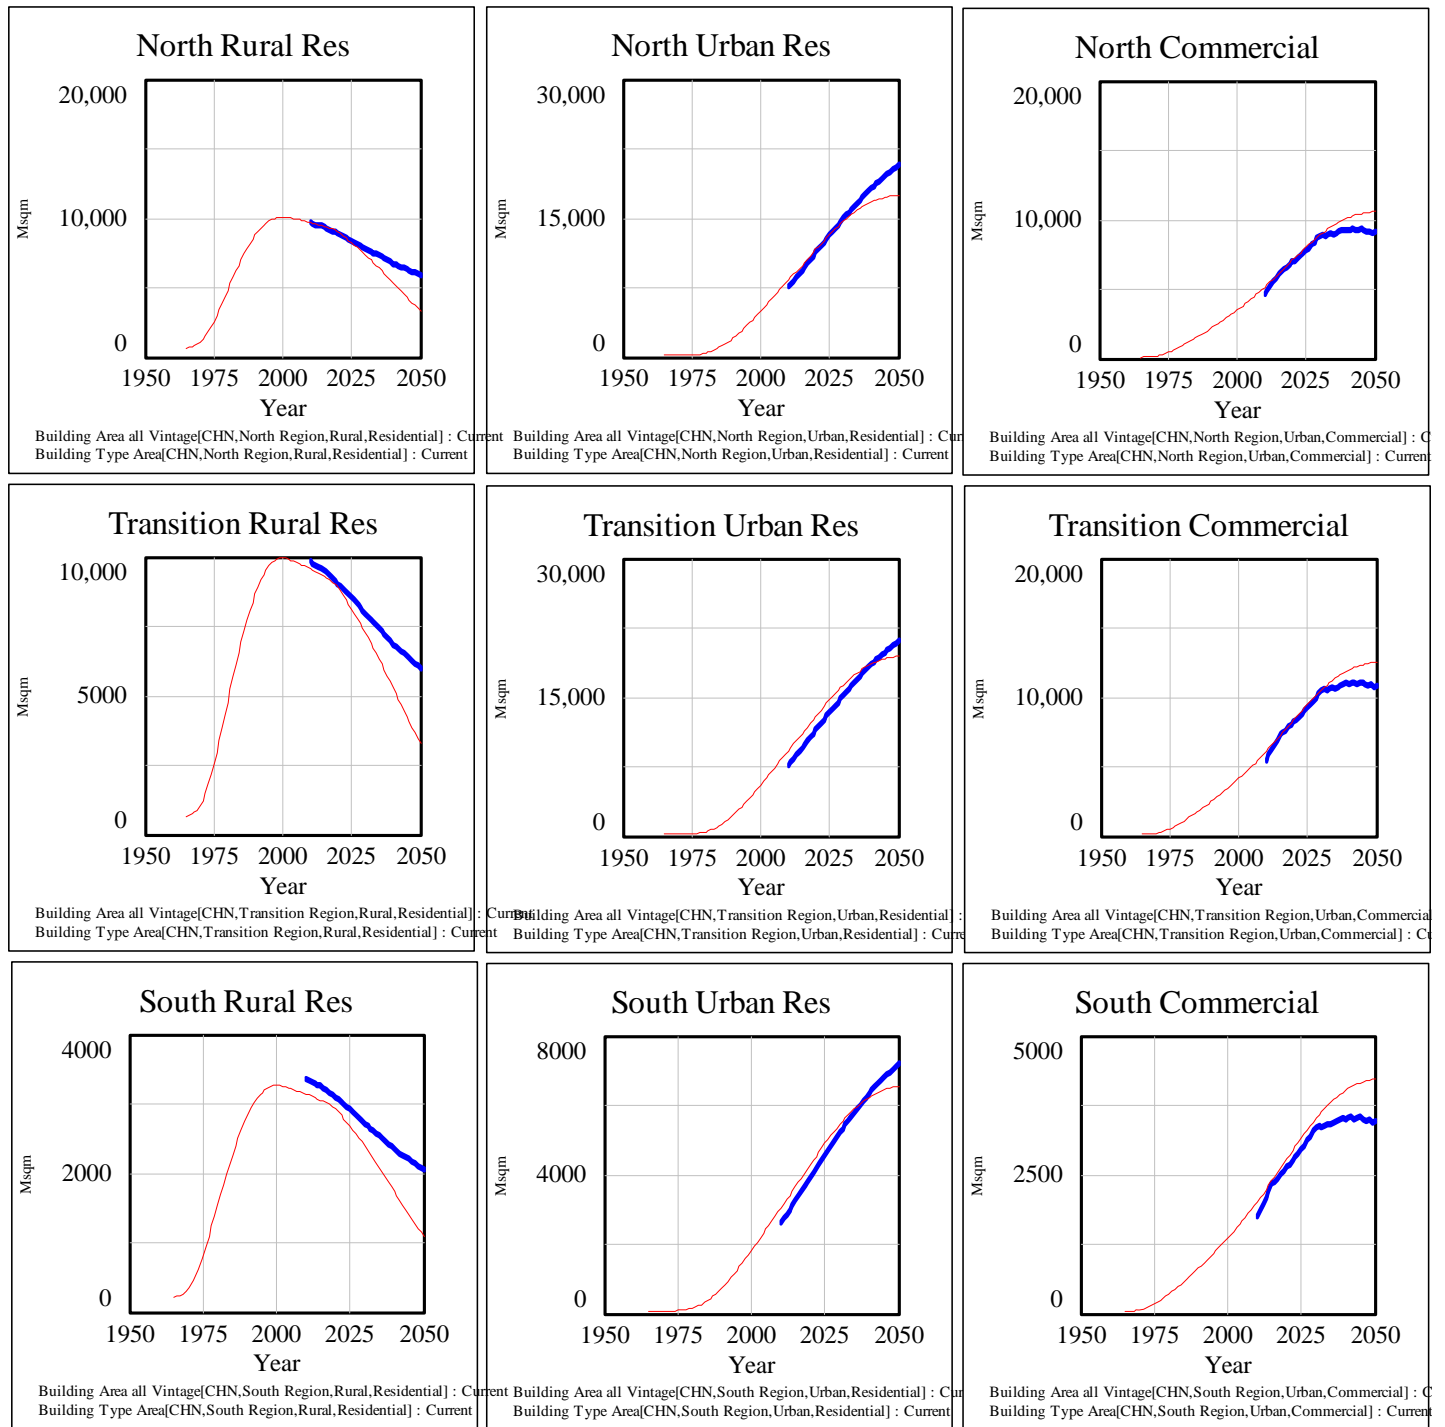 North Rural Res
20,000
10,000
0
Msqm
1950 1975 2000 2025 2050
Year
Building Area all Vintage[CHN,North Region,Rural,Residential] : Current
Building Type Area[CHN,North Region,Rural,Residential] : Current
North Urban Res
30,000
15,000
0
Msqm
1950 1975 2000 2025 2050
Year
Building Area all Vintage[CHN,North Region,Urban,Residential] : Cur
Building Type Area[CHN,North Region,Urban,Residential] : Current
North Commercial
20,000
10,000
0
Msqm
1950 1975 2000 2025 2050
Year
Building Area all Vintage[CHN,North Region,Urban,Commercial] : C
Building Type Area[CHN,North Region,Urban,Commercial] : Current
Transition Rural Res
10,000
5000
0
Msqm
1950 1975 2000 2025 2050
Year
Building Area all Vintage[CHN,Transition Region,Rural,Residential] : Current
Building Type Area[CHN,Transition Region,Rural,Residential] : Current
Transition Urban Res
30,000
15,000
0
Msqm
1950 1975 2000 2025 2050
Year
Building Area all Vintage[CHN,Transition Region,Urban,Residential] :
Building Type Area[CHN,Transition Region,Urban,Residential] : Current
Transition Commercial
20,000
10,000
0
Msqm
1950 1975 2000 2025 2050
Year
Building Area all Vintage[CHN,Transition Region,Urban,Commercial
Building Type Area[CHN,Transition Region,Urban,Commercial] : Cu
South Rural Res
4000
2000
0
Msqm
1950 1975 2000 2025 2050
Year
Building Area all Vintage[CHN,South Region,Rural,Residential] : Current
Building Type Area[CHN,South Region,Rural,Residential] : Current
South Urban Res
8000
4000
0
Msqm
1950 1975 2000 2025 2050
Year
Building Area all Vintage[CHN,South Region,Urban,Residential] : Cur
Building Type Area[CHN,South Region,Urban,Residential] : Current
South Commercial
5000
2500
0
Msqm
1950 1975 2000 2025 2050
Year
Building Area all Vintage[CHN,South Region,Urban,Commercial] : C
Building Type Area[CHN,South Region,Urban,Commercial] : Current